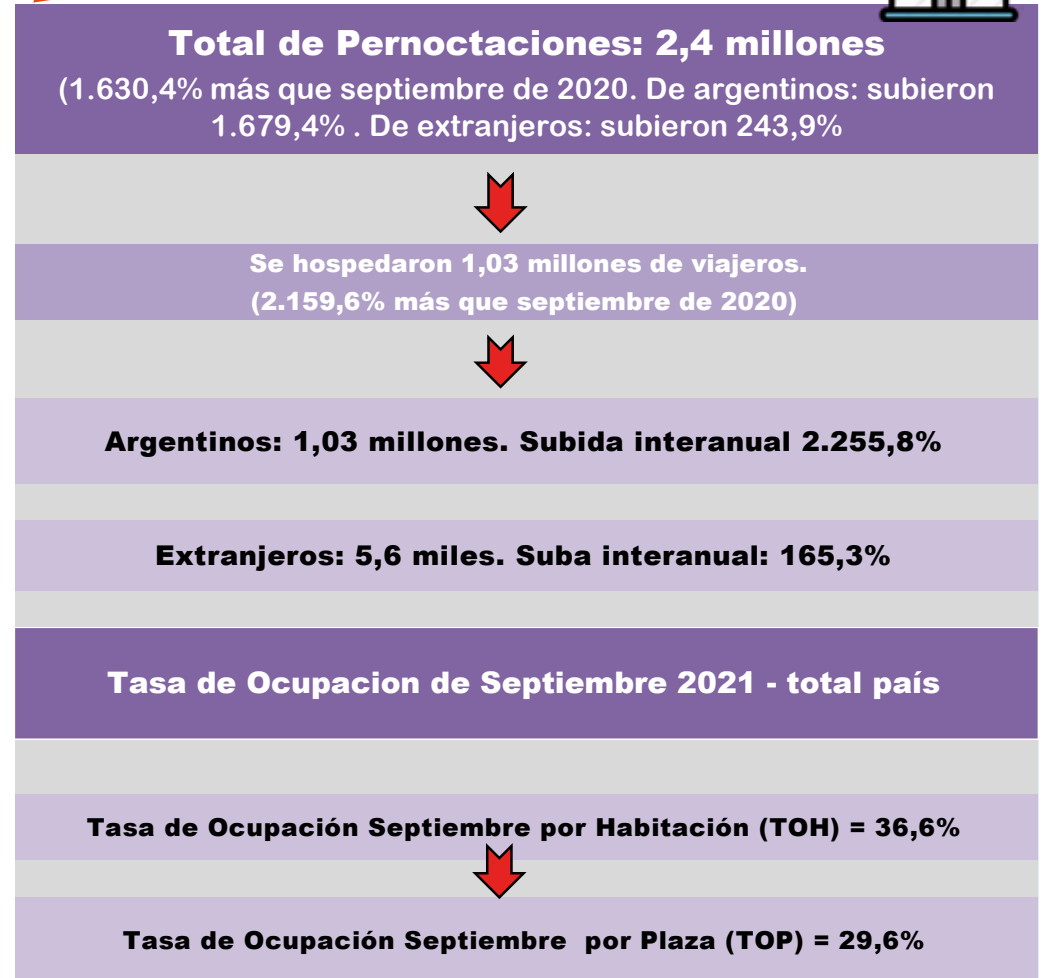 Total de Pernoctaciones: 2,4 millones
(1.630,4% más que septiembre de 2020. De argentinos: subieron
1.679,4% . De extranjeros: subieron 243,9%
Se hospedaron 1,03 millones de viajeros.
(2.159,6% más que septiembre de 2020)
Argentinos: 1,03 millones. Subida interanual 2.255,8%
Extranjeros: 5,6 miles. Suba interanual: 165,3%
Tasa de Ocupacion de Septiembre 2021 - total país
Tasa de Ocupación Septiembre por Habitación (TOH) = 36,6%
Tasa de Ocupación Septiembre  por Plaza (TOP) = 29,6%